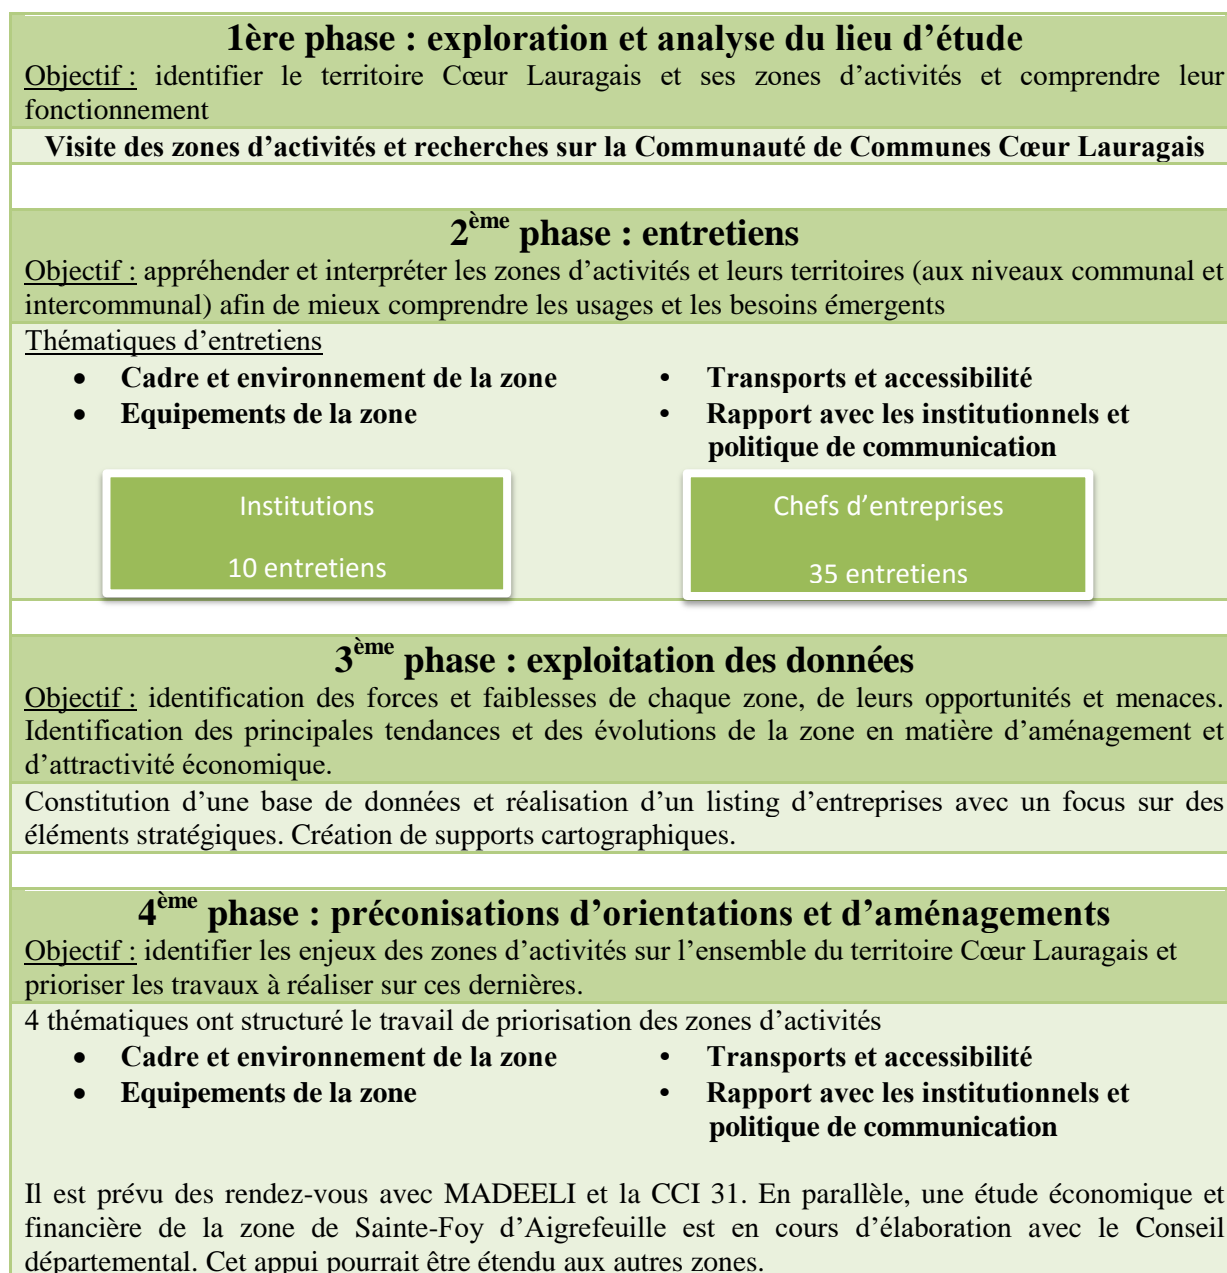 1ère phase : exploration et analyse du lieu d’étude
Objectif : identifier le territoire Cœur Lauragais et ses zones d’activités et comprendre leur
fonctionnement
Visite des zones d’activités et recherches sur la Communauté de Communes Cœur Lauragais
2ème phase : entretiens
Objectif : appréhender et interpréter les zones d’activités et leurs territoires (aux niveaux communal et
intercommunal) afin de mieux comprendre les usages et les besoins émergents
Thématiques d’entretiens
• Cadre et environnement de la zone
• Equipements de la zone
• Transports et accessibilité
• Rapport avec les institutionnels et
politique de communication
Institutions
10 entretiens
Chefs d’entreprises
35 entretiens
3ème phase : exploitation des données
Objectif : identification des forces et faiblesses de chaque zone, de leurs opportunités et menaces.
Identification des principales tendances et des évolutions de la zone en matière d’aménagement et
d’attractivité économique.
Constitution d’une base de données et réalisation d’un listing d’entreprises avec un focus sur des
éléments stratégiques. Création de supports cartographiques.
4ème phase : préconisations d’orientations et d’aménagements
Objectif : identifier les enjeux des zones d’activités sur l’ensemble du territoire Cœur Lauragais et
prioriser les travaux à réaliser sur ces dernières.
4 thématiques ont structuré le travail de priorisation des zones d’activités
• Cadre et environnement de la zone
• Equipements de la zone
• Transports et accessibilité
• Rapport avec les institutionnels et
politique de communication
Il est prévu des rendez-vous avec MADEELI et la CCI 31. En parallèle, une étude économique et
financière de la zone de Sainte-Foy d’Aigrefeuille est en cours d’élaboration avec le Conseil
départemental. Cet appui pourrait être étendu aux autres zones.